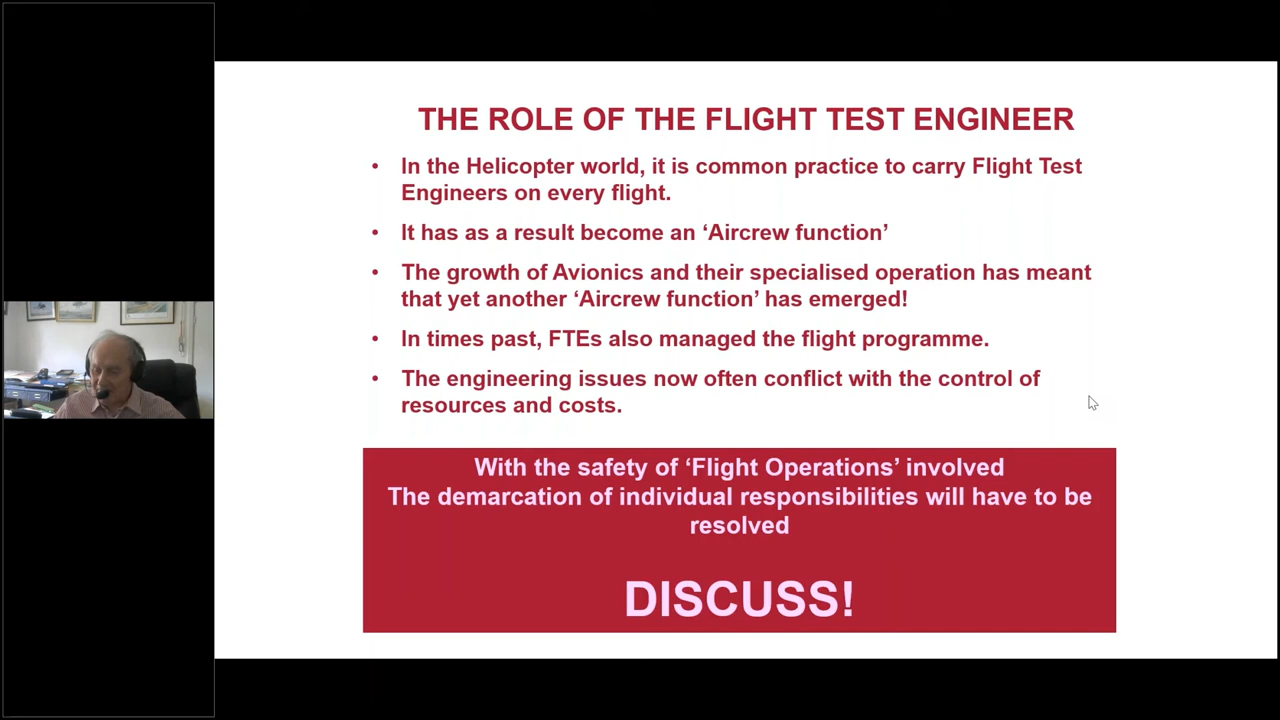 THE ROLE OF THE FLIGHT TEST ENGINEER
• In the Helicopter world, it is common practice to carry Flight Test
Engineers on every flight.
• It has as a result become an ‘Aircrew function’
• The growth of Avionics and their specialised operation has meant
that yet another ‘Aircrew function’ has emerged!
• In times past, FTEs also managed the flight programme.
• The engineering issues now often conflict with the control of
resources and costs.
With the safety of ‘Flight Operations’ involved
The demarcation of individual responsibilities will have to be
resolved
DISCUSS!